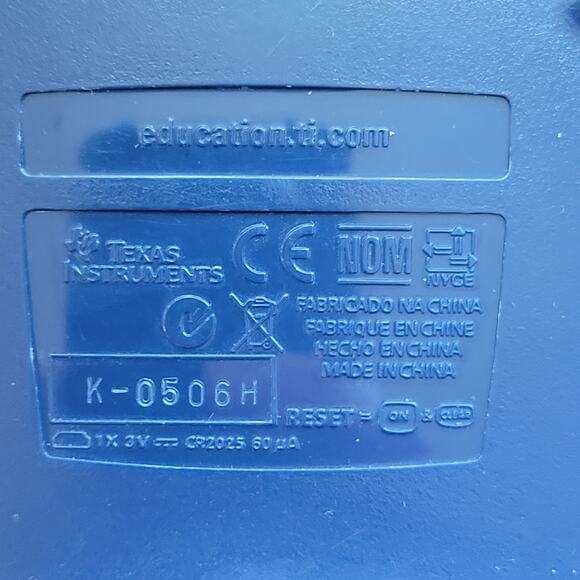 education.ti.com
TEXAS
INSTRUMENTS
CE
NOM
NYCE
FABRICADO NA CHINA
FABRIQUE EN CHINE
HECHO EN CHINA
MADE IN CHINA
K-0506H
RESET = ON & CLEAR
1X 3V CR2025 60 µA